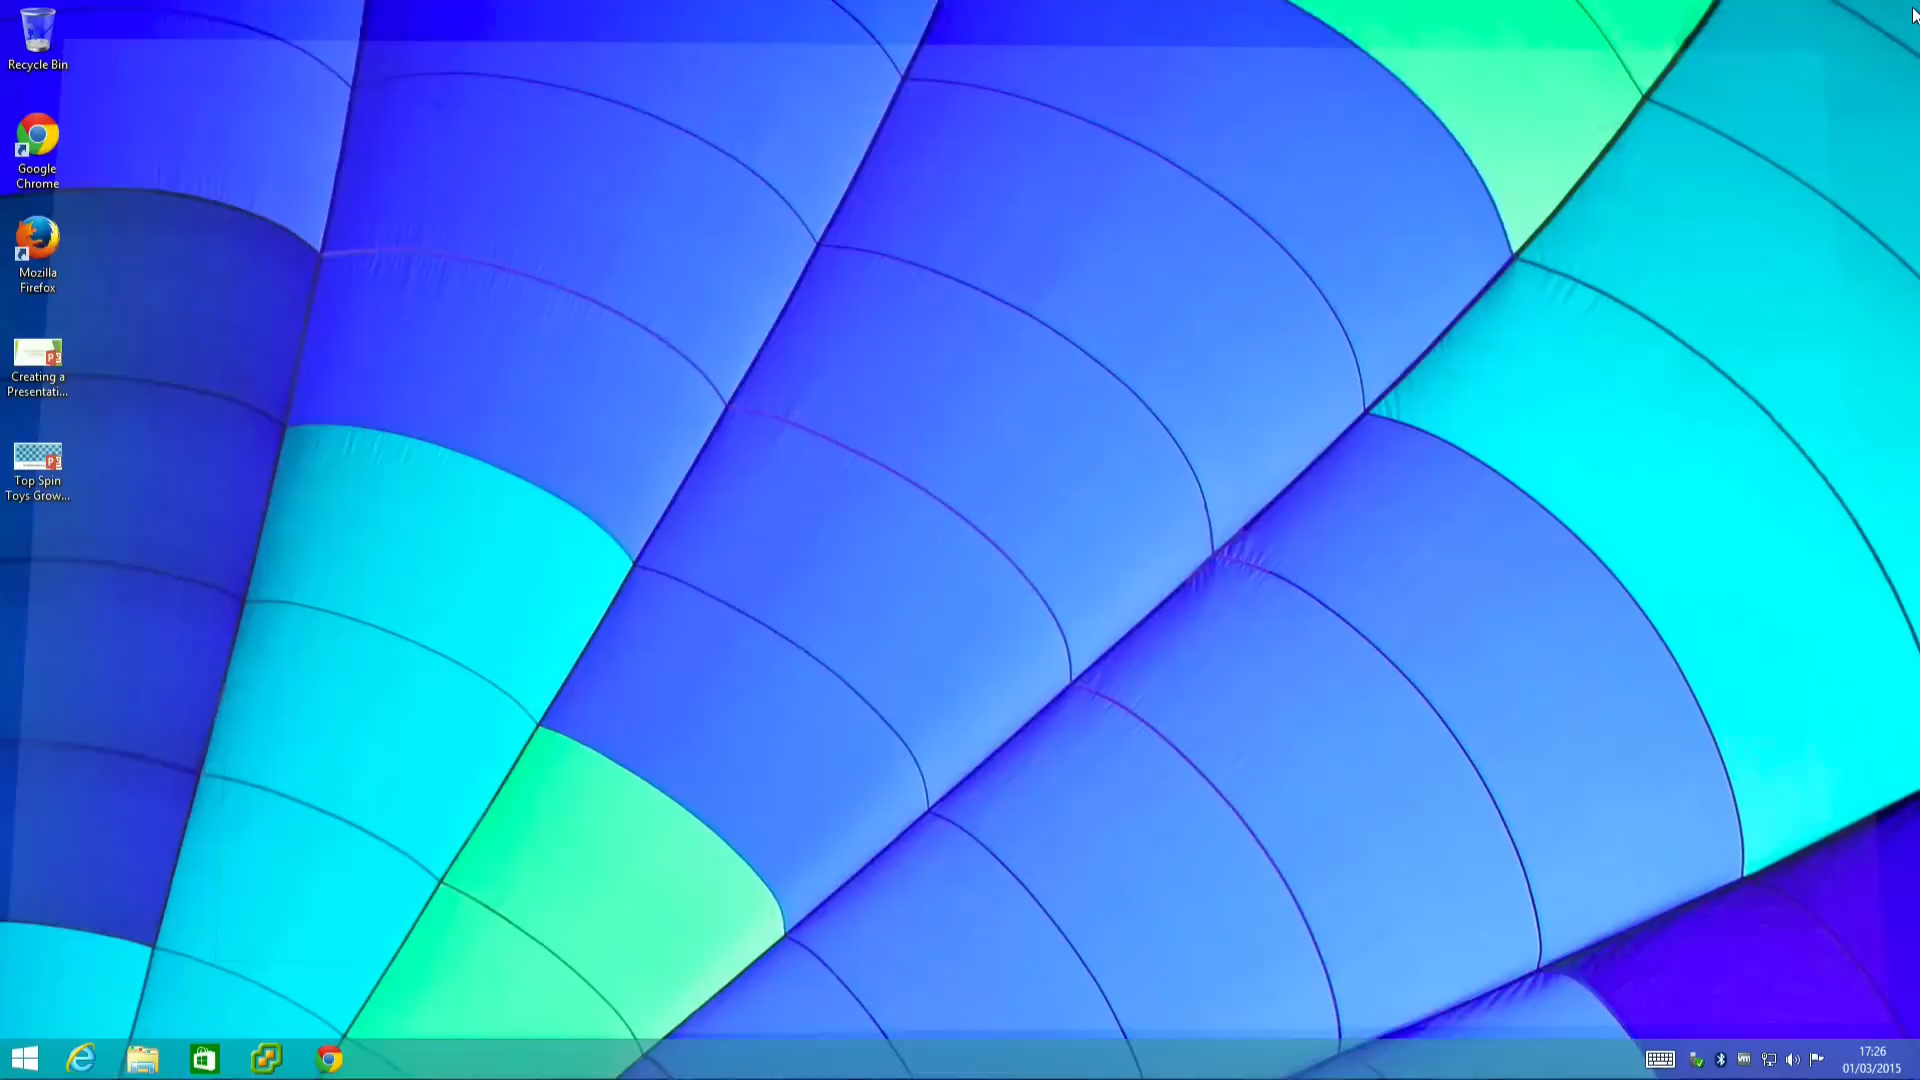 Recycle Bin
Google
Chrome
Mozilla
Firefox
Creating a
Presentati...
Top Spin
Toys Grow...
17:26
01/03/2015